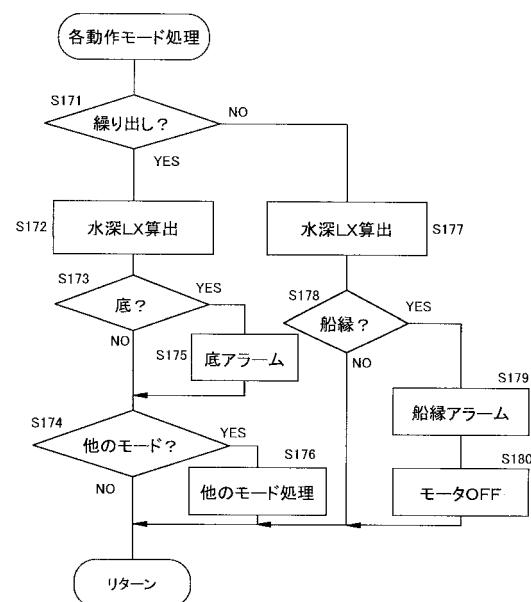 各動作モード処理
S171
繰り出し？
NO
YES
S172
水深LX算出
水深LX算出
S177
S173
底？
YES
NO
S178
船縁？
YES
NO
S175
底アラーム
S179
船縁アラーム
S174
他のモード？
YES
NO
S176
他のモード処理
S180
モータOFF
リターン